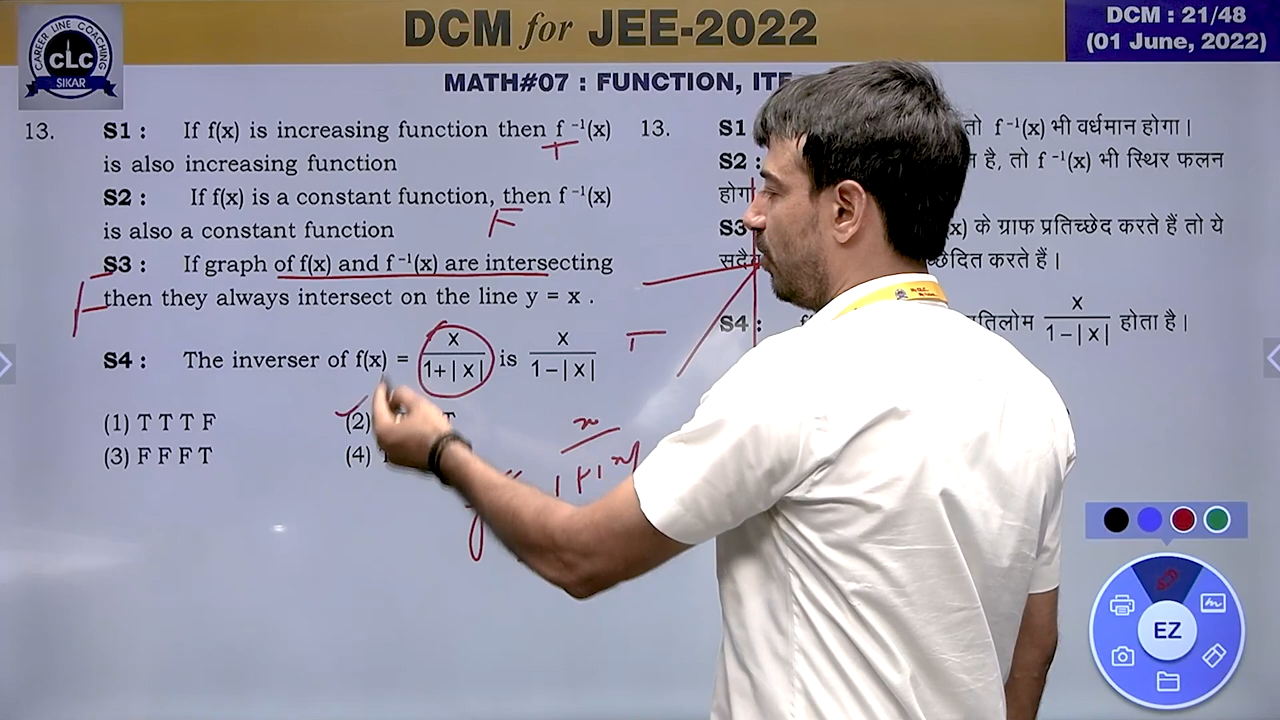 CAREER LINE COACHING
CLC
SIKAR
DCM for JEE-2022
DCM : 21/48
(01 June, 2022)
MATH#07 : FUNCTION, ITF
13. S1 : If f(x) is increasing function then f ⁻¹(x)
T
is also increasing function
S2 : If f(x) is a constant function, then f ⁻¹(x)
F
is also a constant function
S3 : If graph of f(x) and f ⁻¹(x) are intersecting
F
then they always intersect on the line y = x .
S4 : The inverser of f(x) = x/(1+|x|) is x/(1−|x|)
T
(1) T T T F
(2) T
(3) F F F T
(4)
y = x/(1+|x|
13. S1 तो f ⁻¹(x) भी वर्धमान होगा।
S2 : है, तो f ⁻¹(x) भी स्थिर फलन
होगा
S3 (x) के ग्राफ प्रतिच्छेद करते हैं तो ये
सदैव करते हैं।
S4 : x/(1−|x|) होता है।
EZ